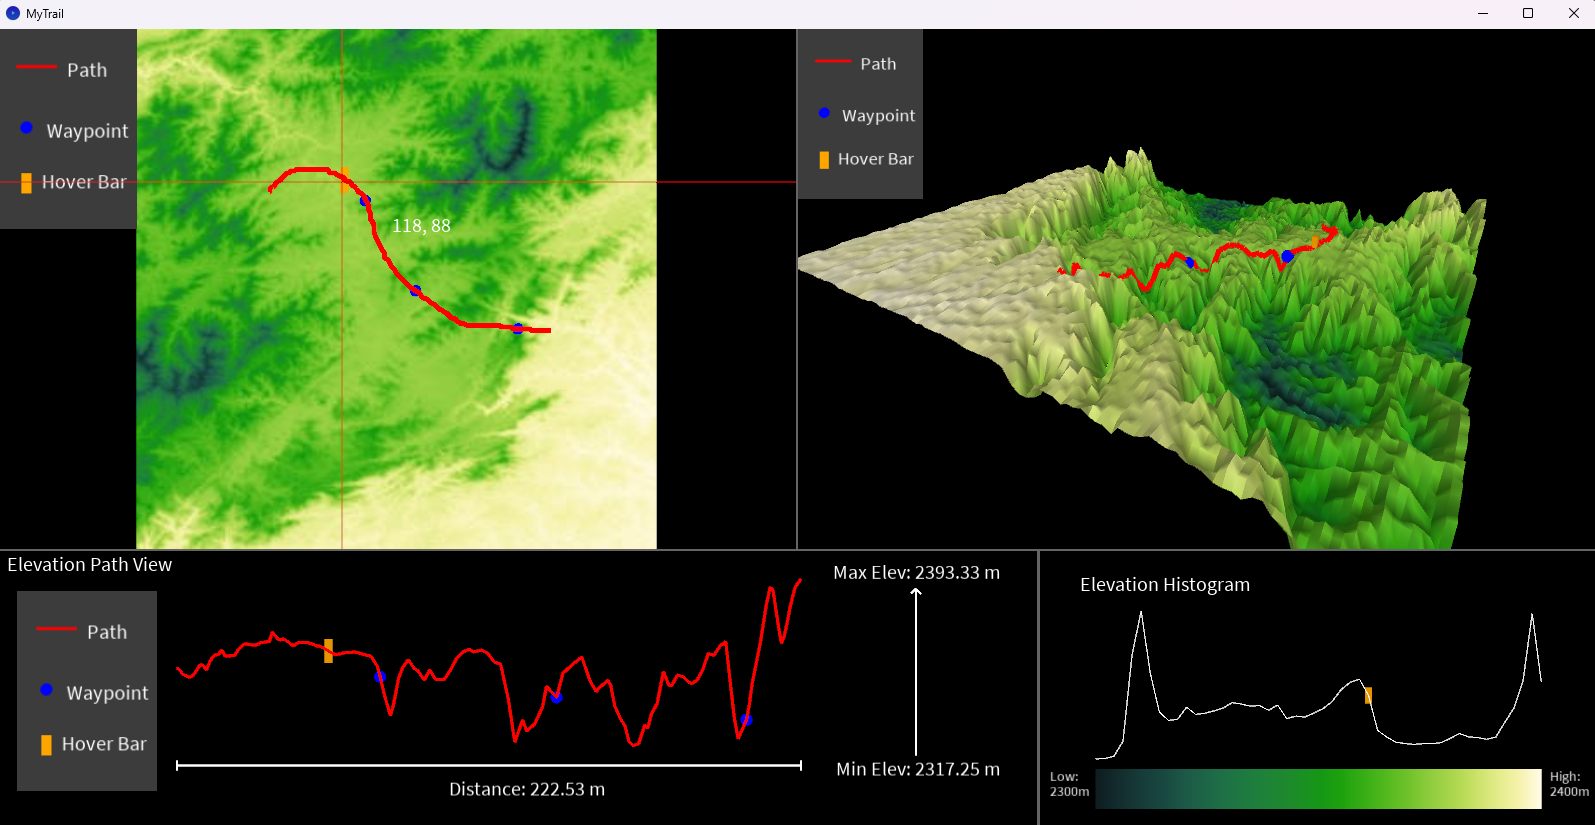 MyTrail
Path
Waypoint
Hover Bar
118, 88
Path
Waypoint
Hover Bar
Elevation Path View
Path
Waypoint
Hover Bar
Distance: 222.53 m
Max Elev: 2393.33 m
Min Elev: 2317.25 m
Elevation Histogram
Low:
2300m
High:
2400m